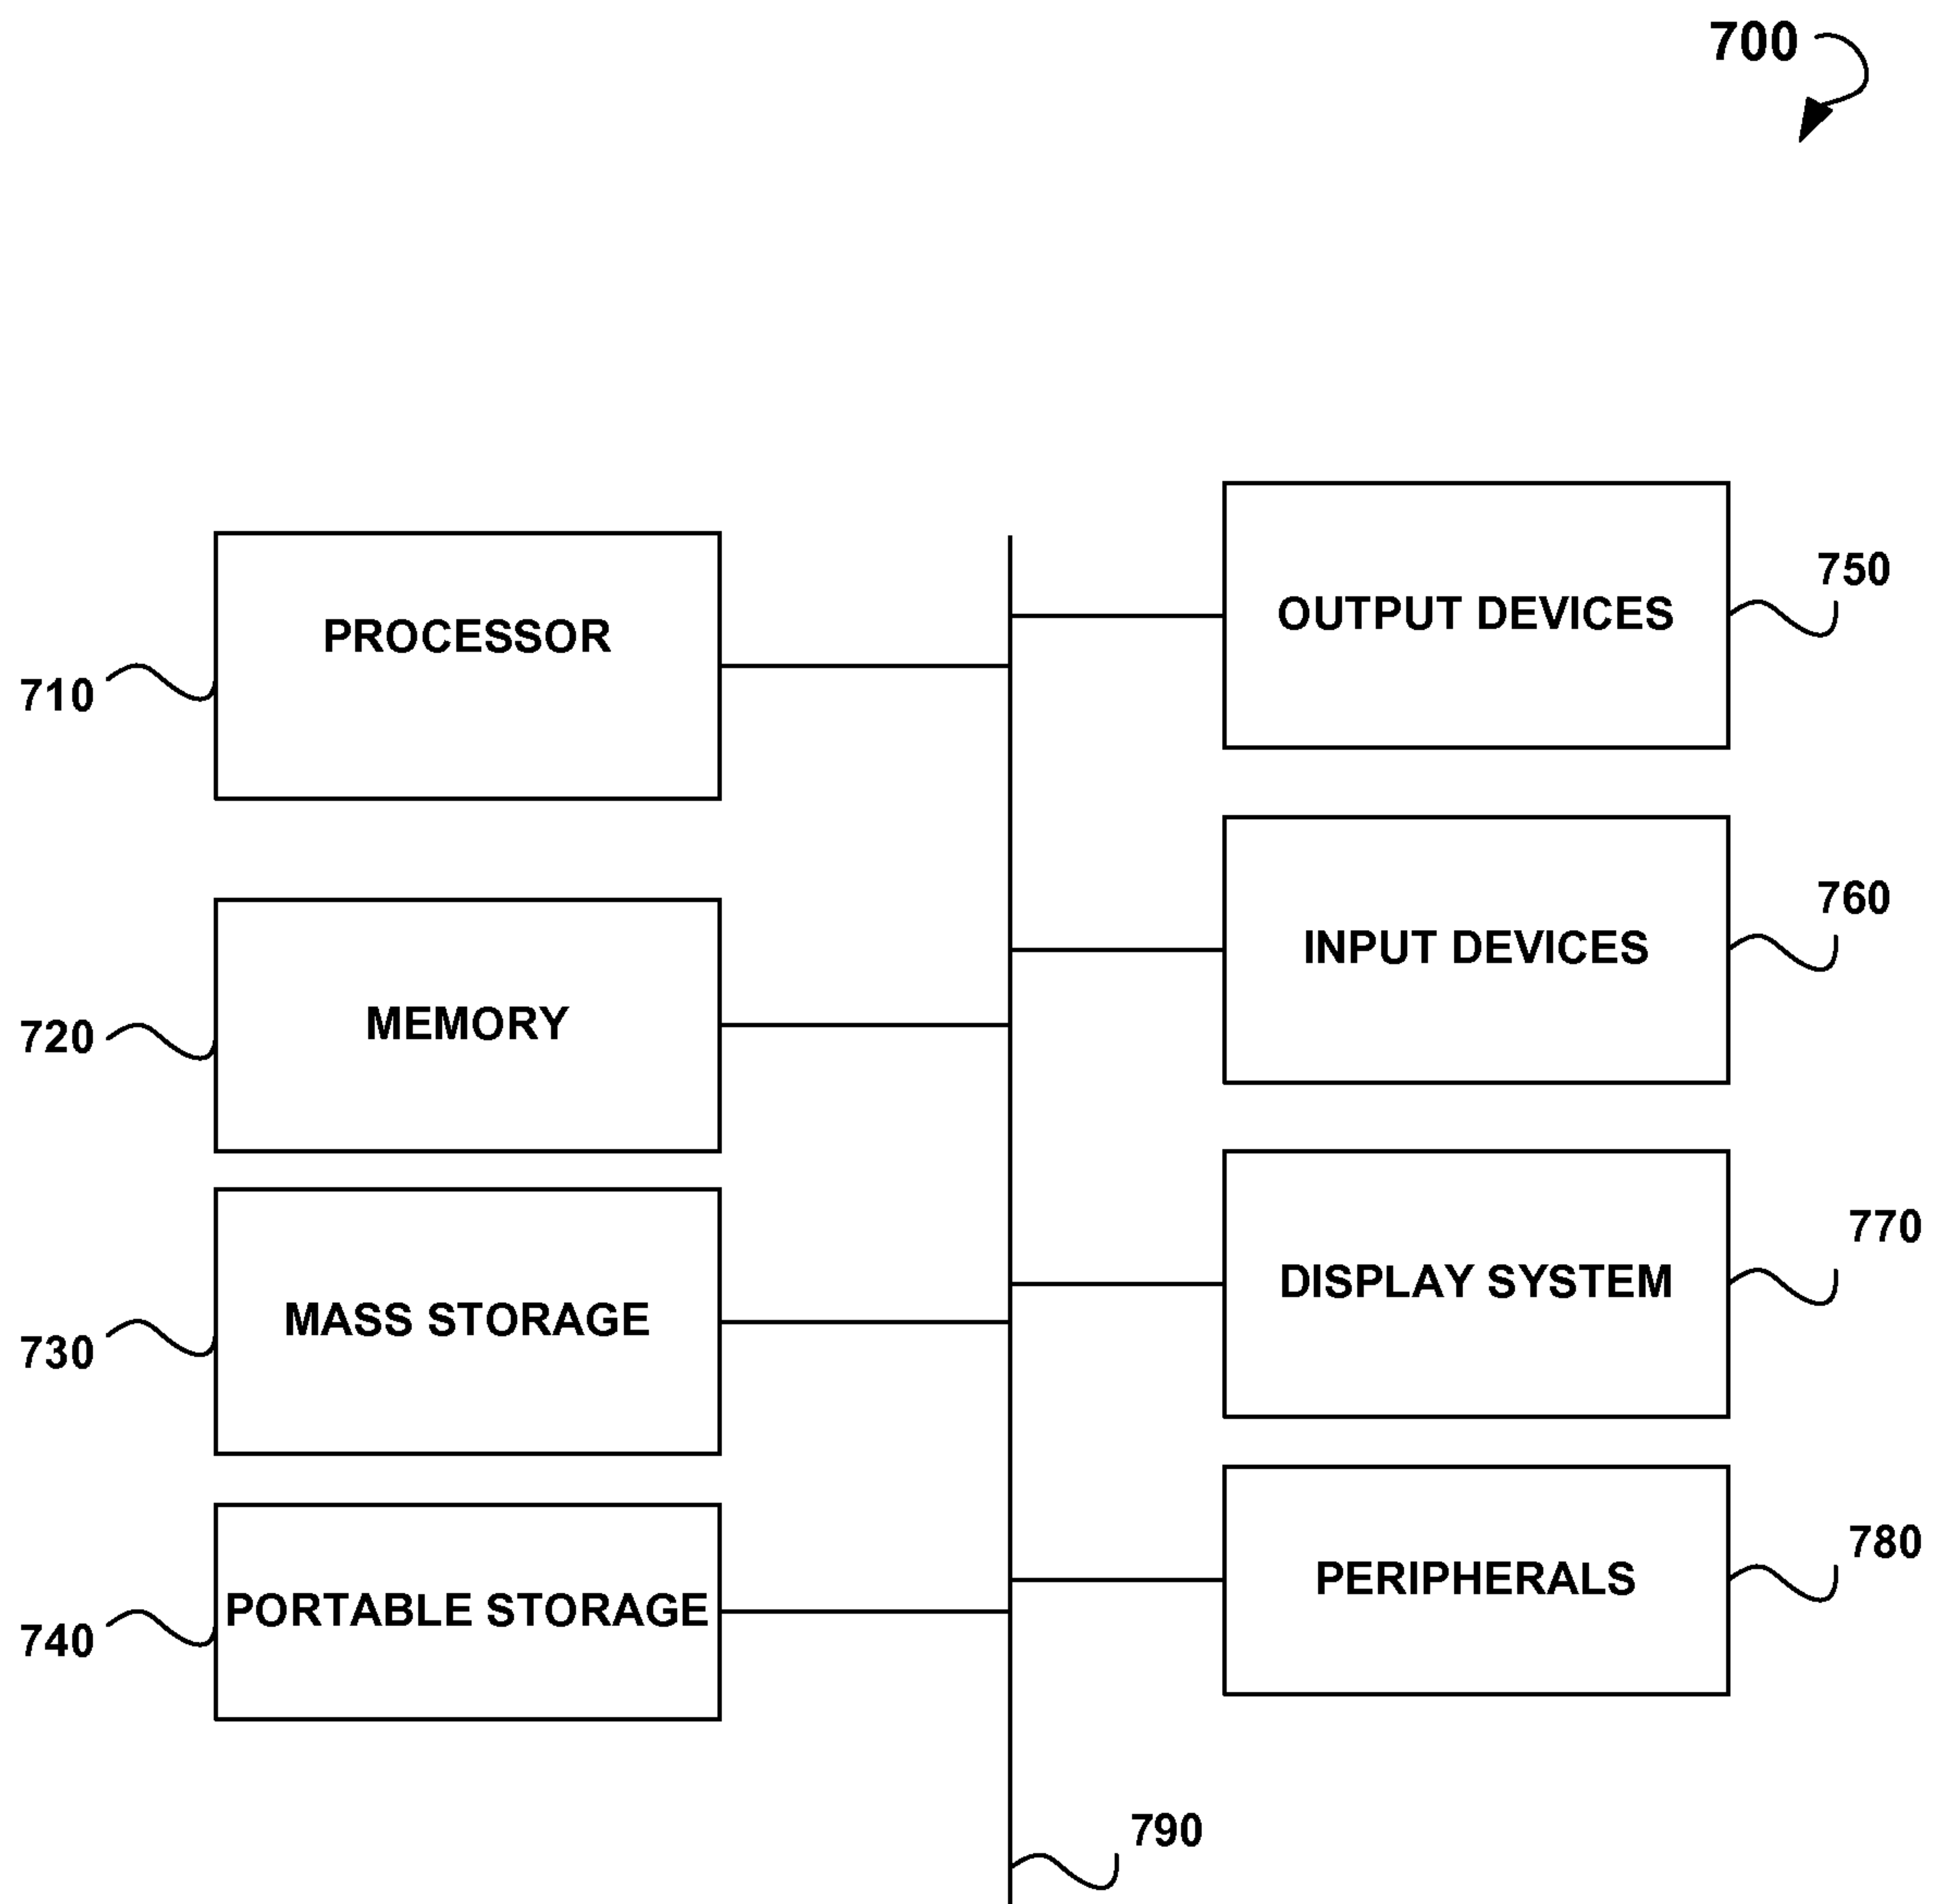 700
PROCESSOR
710
MEMORY
720
MASS STORAGE
730
PORTABLE STORAGE
740
OUTPUT DEVICES
750
INPUT DEVICES
760
DISPLAY SYSTEM
770
PERIPHERALS
780
790